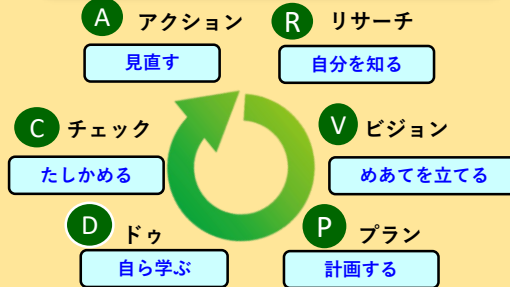 A アクション
見直す
R リサーチ
自分を知る
V ビジョン
めあてを立てる
P プラン
計画する
D ドゥ
自ら学ぶ
C チェック
たしかめる